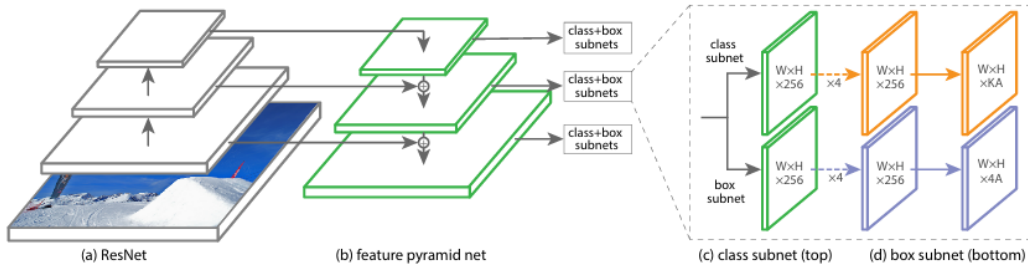 class+box
subnets
class+box
subnets
class+box
subnets
class
subnet
W×H
×256
×4
W×H
×256
W×H
×KA
W×H
×256
×4
W×H
×256
W×H
×4A
box
subnet
(a) ResNet
(b) feature pyramid net
(c) class subnet (top)
(d) box subnet (bottom)